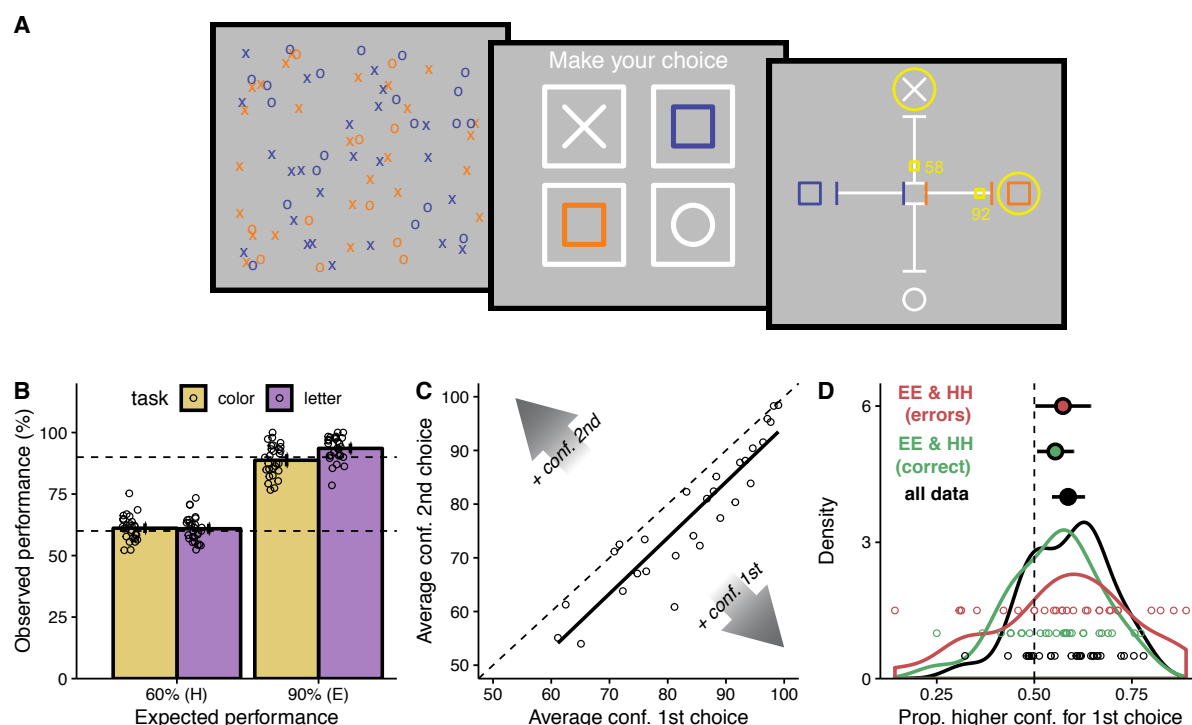 A
Make your choice
58
92
B
task
color
letter
Observed performance (%)
100
75
50
25
0
60% (H)
90% (E)
Expected performance
C
Average conf. 2nd choice
100
90
80
70
60
50
+ conf. 2nd
+ conf. 1st
50
60
70
80
90
100
Average conf. 1st choice
D
EE & HH
(errors)
EE & HH
(correct)
all data
Density
6
3
0
0.25
0.50
0.75
Prop. higher conf. for 1st choice